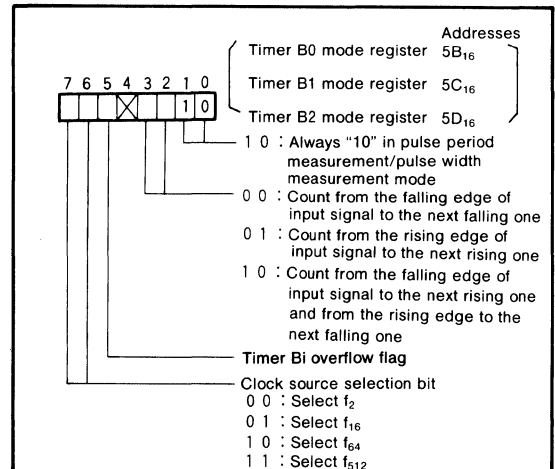 Addresses
Timer B0 mode register 5B₁₆
7 6 5 4 3 2 1 0
Timer B1 mode register 5C₁₆
1 0
Timer B2 mode register 5D₁₆
1 0 : Always “10” in pulse period
measurement/pulse width
measurement mode
0 0 : Count from the falling edge of
input signal to the next falling one
0 1 : Count from the rising edge of
input signal to the next rising one
1 0 : Count from the falling edge of
input signal to the next rising one
and from the rising edge to the
next falling one
Timer Bi overflow flag
Clock source selection bit
0 0 : Select f₂
0 1 : Select f₁₆
1 0 : Select f₆₄
1 1 : Select f₅₁₂